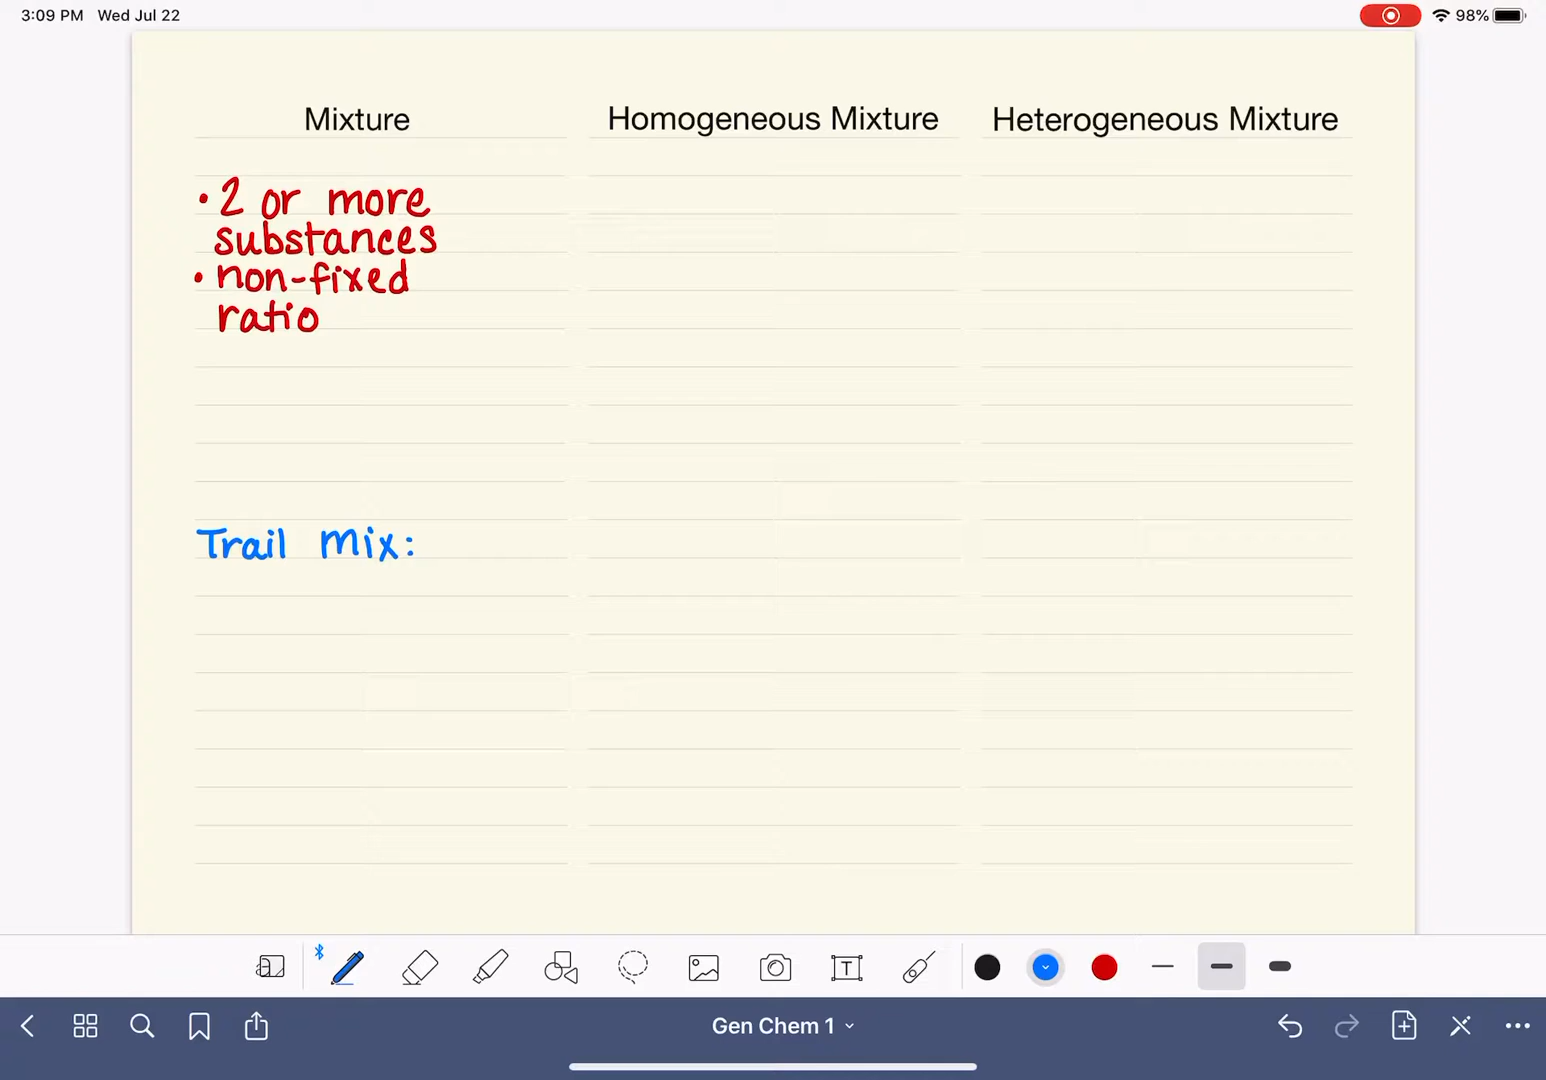 3:09 PM Wed Jul 22
98%
Mixture
Homogeneous Mixture
Heterogeneous Mixture
• 2 or more
substances
• non-fixed
ratio
Trail Mix:
Gen Chem 1